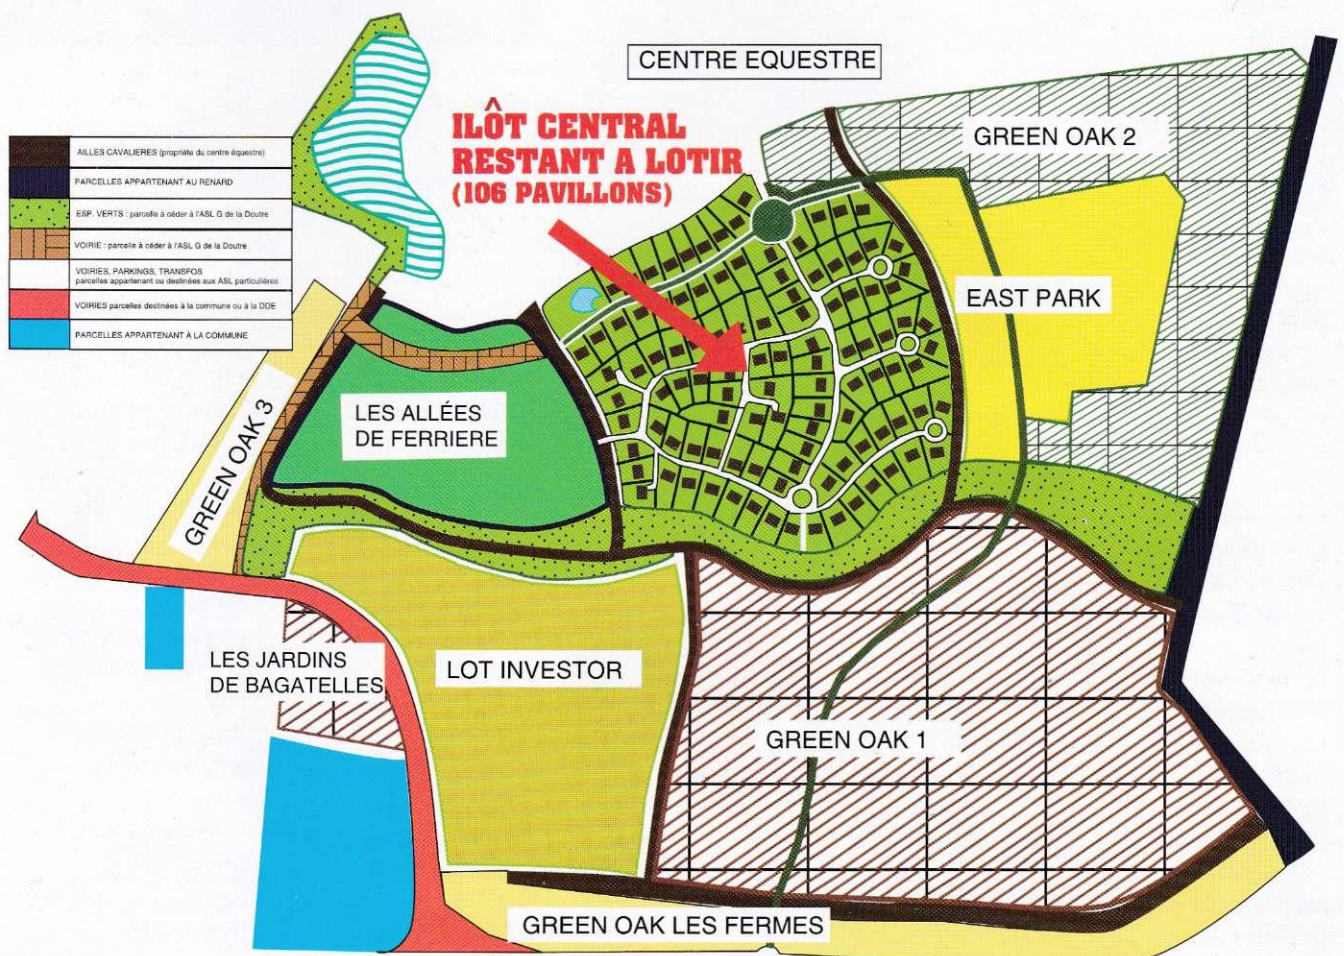 CENTRE EQUESTRE
ILÔT CENTRAL
RESTANT A LOTIR
(106 PAVILLONS)
GREEN OAK 2
AILLES CAVALIERES (propriété du centre équestre)
PARCELLES APPARTENANT AU RENARD
ESP. VERTS : parcelle à céder à l'ASL G de la Doutre
VOIRIE : parcelle à céder à l'ASL G de la Doutre
VOIRIES, PARKINGS, TRANSFOS
parcelles appartenant ou destinées aux ASL particulières
VOIRIES parcelles destinées à la commune ou à la DDE
PARCELLES APPARTENANT À LA COMMUNE
EAST PARK
GREEN OAK 3
LES ALLÉES
DE FERRIERE
LES JARDINS
DE BAGATELLES
LOT INVESTOR
GREEN OAK 1
GREEN OAK LES FERMES